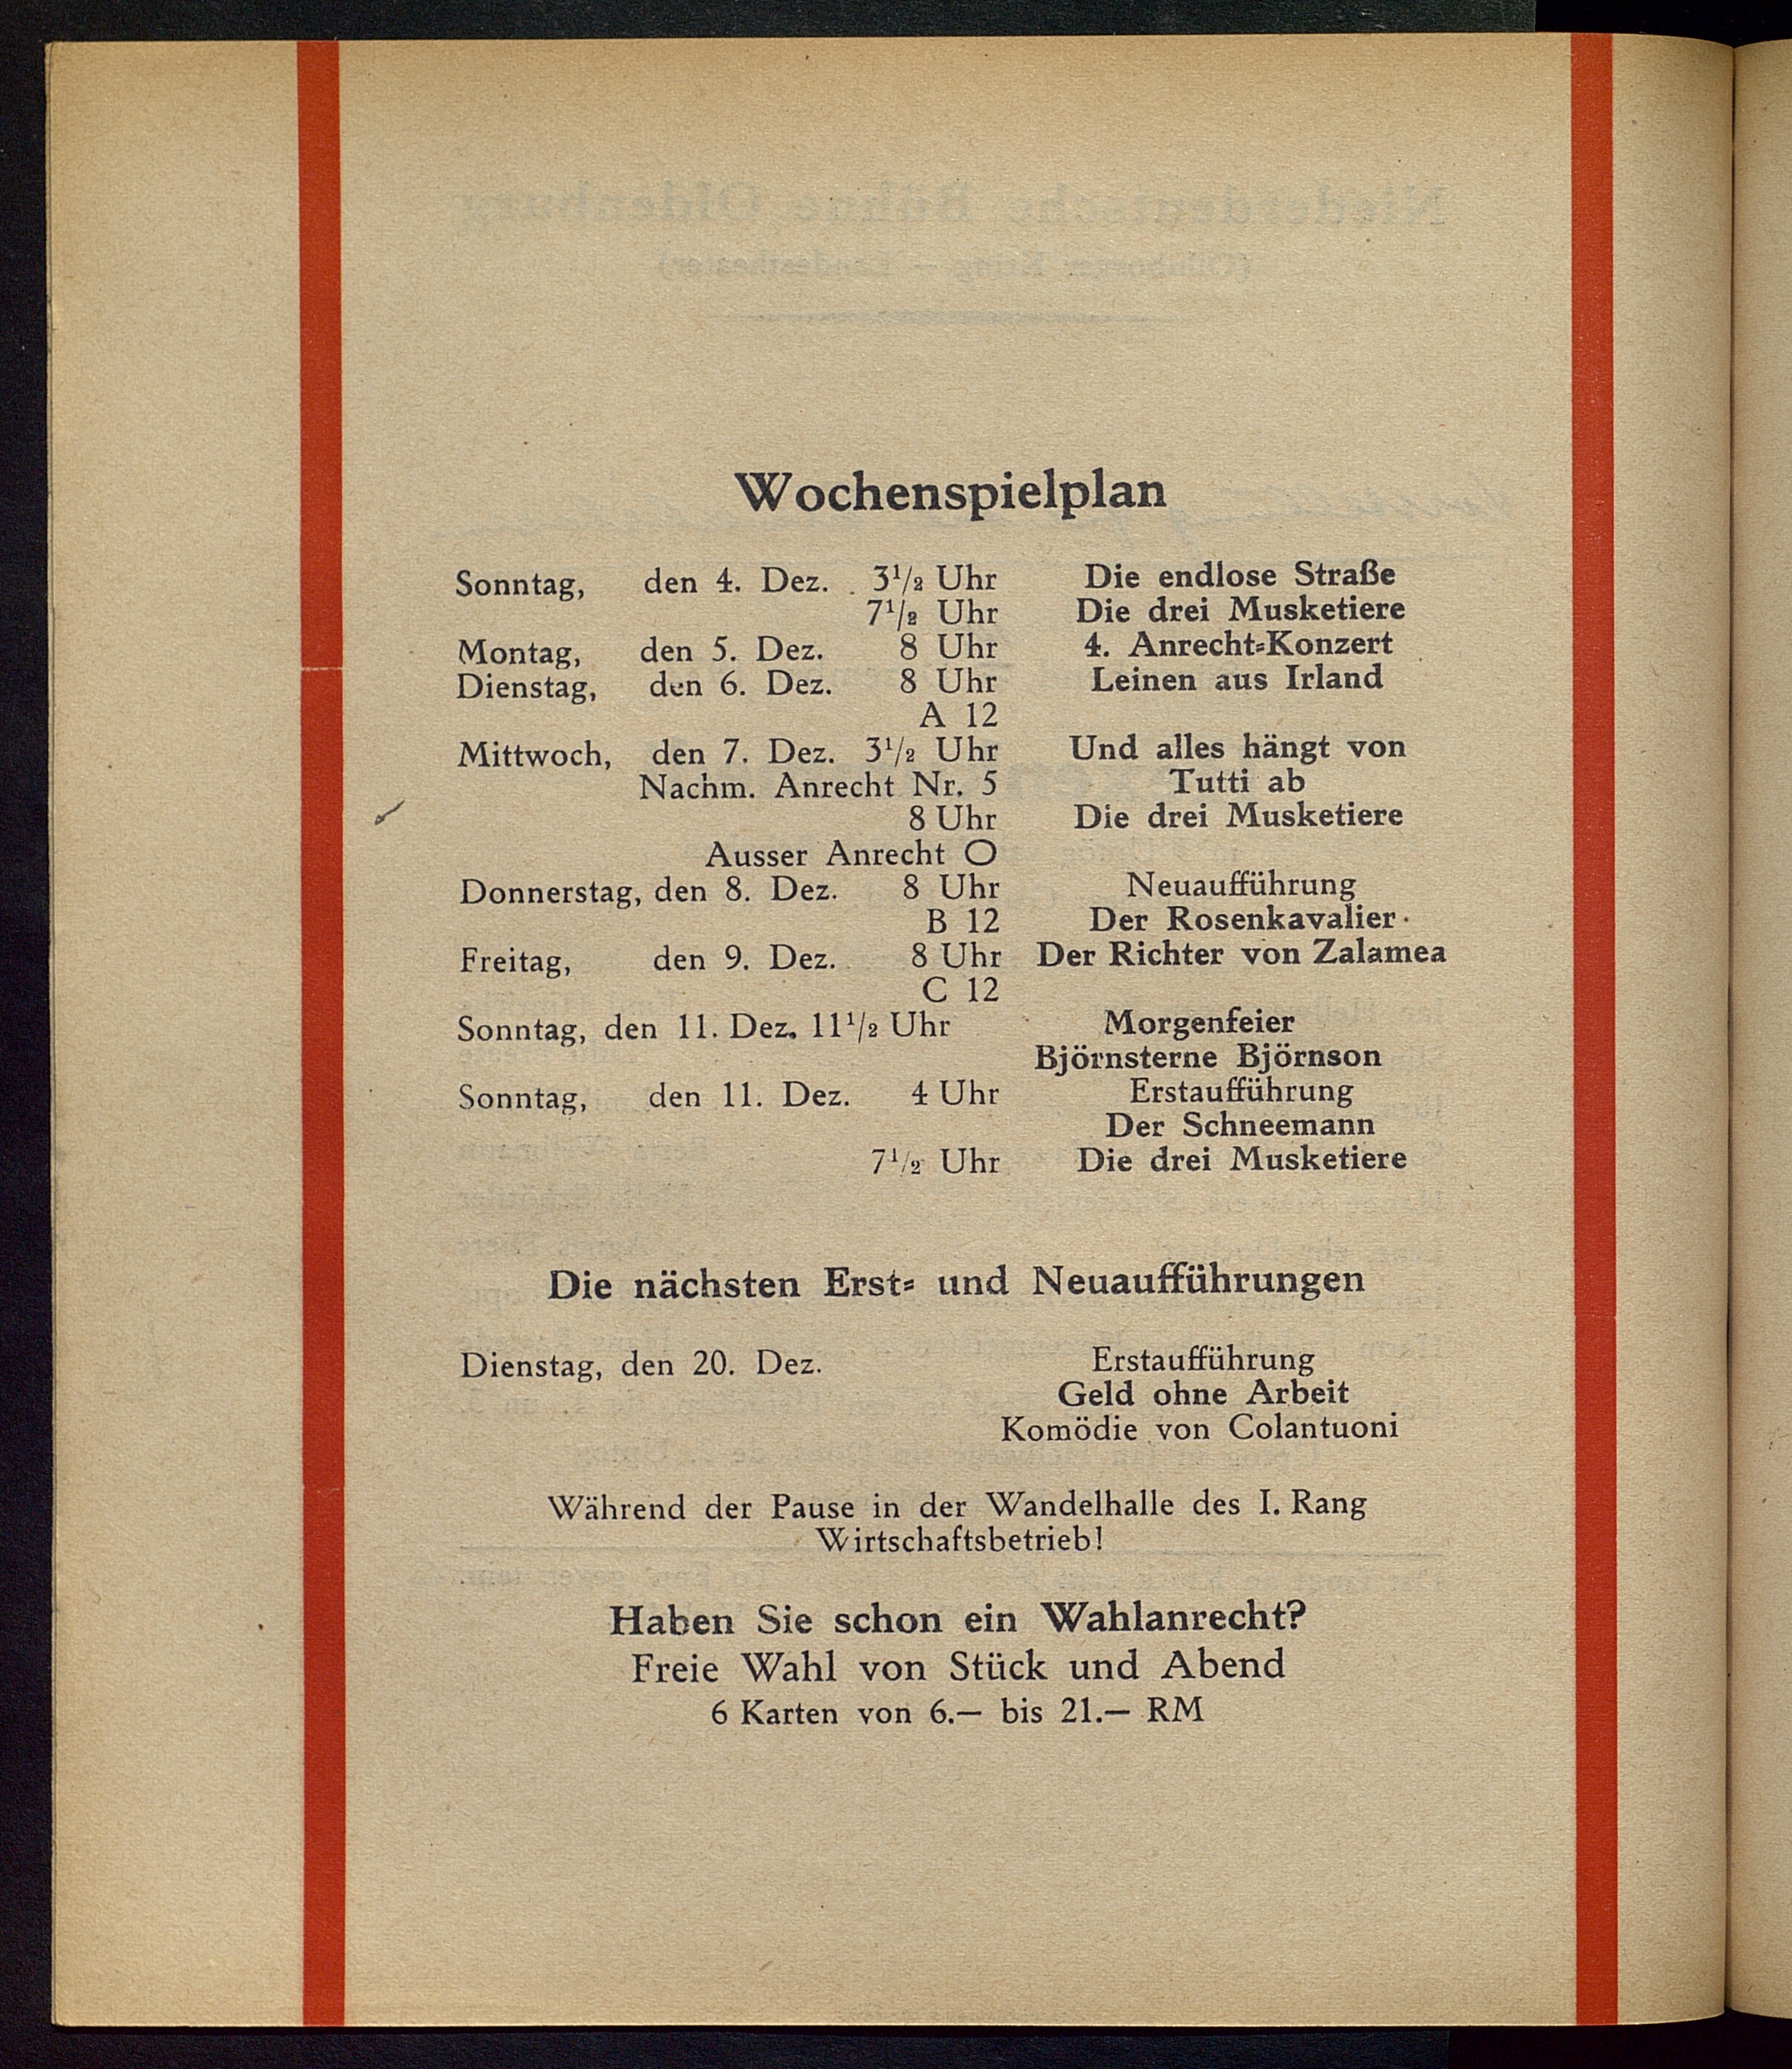 Wochenspielplan
Sonntag, den 4. Dez. 3½ Uhr Die endlose Straße
7½ Uhr Die drei Musketiere
Montag, den 5. Dez. 8 Uhr 4. Anrecht-Konzert
Dienstag, den 6. Dez. 8 Uhr Leinen aus Irland
A 12
Mittwoch, den 7. Dez. 3½ Uhr Und alles hängt von
Nachm. Anrecht Nr. 5 Tutti ab
8 Uhr Die drei Musketiere
Ausser Anrecht O
Donnerstag, den 8. Dez. 8 Uhr Neuaufführung
B 12 Der Rosenkavalier
Freitag, den 9. Dez. 8 Uhr Der Richter von Zalamea
C 12
Sonntag, den 11. Dez. 11½ Uhr Morgenfeier
Björnsterne Björnson
Sonntag, den 11. Dez. 4 Uhr Erstaufführung
Der Schneemann
7½ Uhr Die drei Musketiere
Die nächsten Erst- und Neuaufführungen
Dienstag, den 20. Dez. Erstaufführung
Geld ohne Arbeit
Komödie von Colantuoni
Während der Pause in der Wandelhalle des I. Rang
Wirtschaftsbetrieb!
Haben Sie schon ein Wahlanrecht?
Freie Wahl von Stück und Abend
6 Karten von 6.— bis 21.— RM